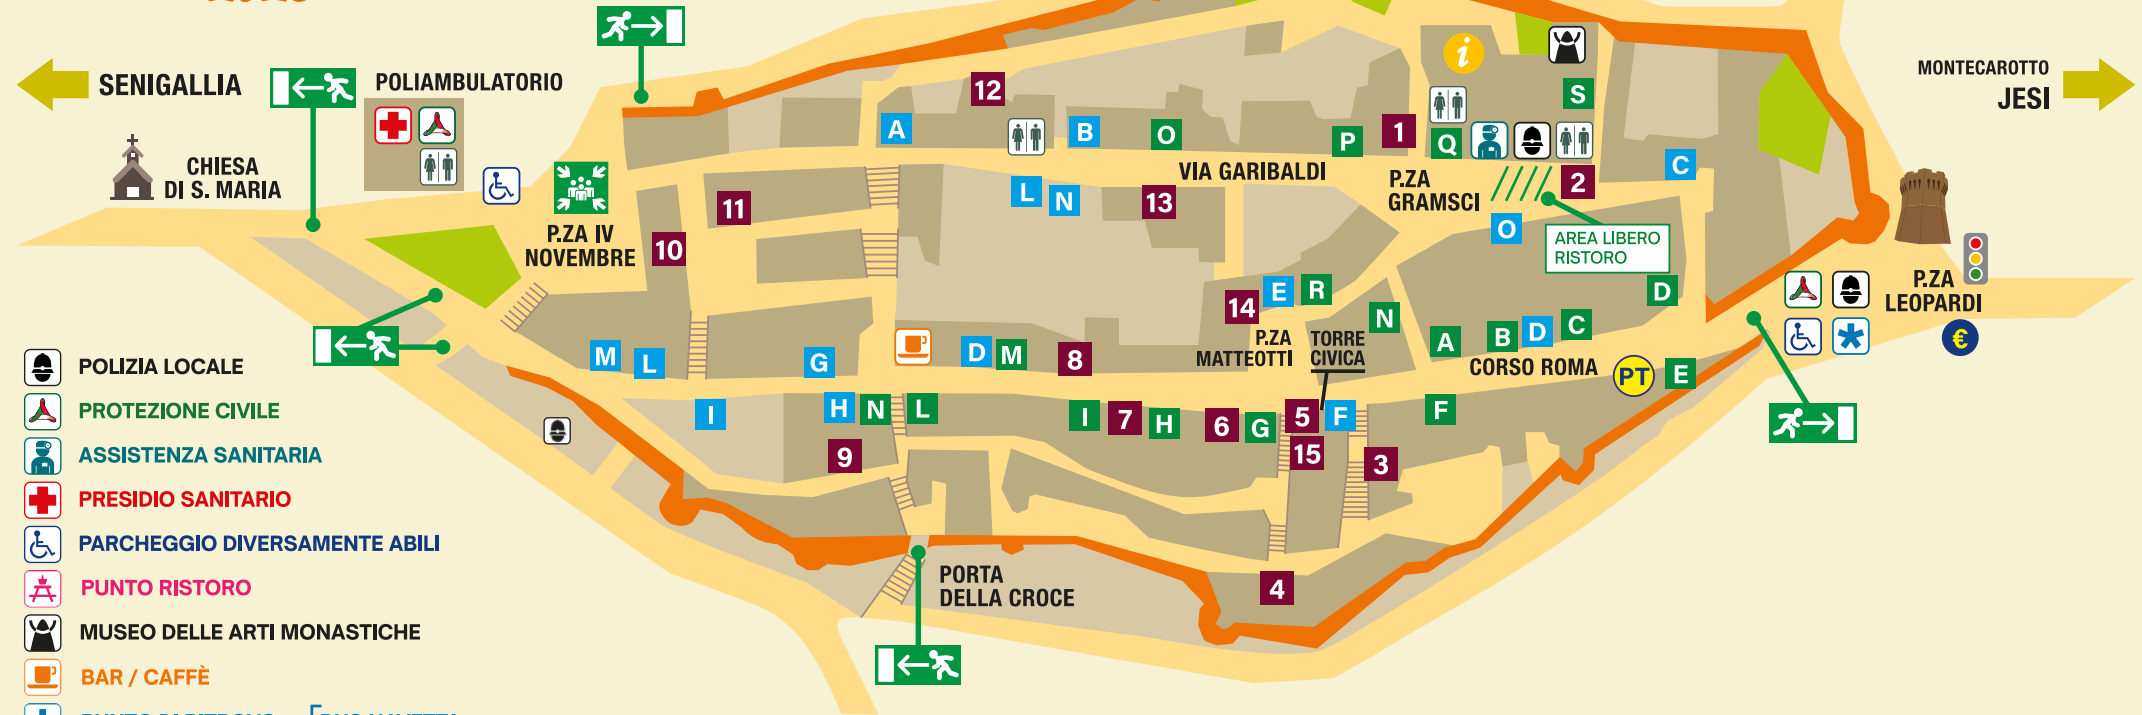 SENIGALLIA
POLIAMBULATORIO
CHIESA
DI S. MARIA
P.ZA IV
NOVEMBRE
12
A
B
O
P
1
i
S
Q
2
C
MONTECAROTTO
JESI
VIA GARIBALDI
P.ZA
GRAMSCI
11
10
L
N
13
O
AREA LIBERO
RISTORO
D
14
E
R
N
P.ZA
MATTEOTTI
TORRE
CIVICA
A
B
D
C
CORSO ROMA
PT
E
P.ZA
LEOPARDI
€
M
L
G
D
M
8
I
H
N
L
I
7
H
6
G
5
F
F
9
15
3
4
PORTA
DELLA CROCE
POLIZIA LOCALE
PROTEZIONE CIVILE
ASSISTENZA SANITARIA
PRESIDIO SANITARIO
PARCHEGGIO DIVERSAMENTE ABILI
PUNTO RISTORO
MUSEO DELLE ARTI MONASTICHE
BAR / CAFFÈ